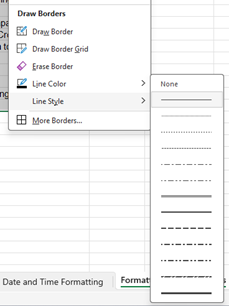 Draw Borders
Draw Border
Draw Border Grid
Erase Border
Line Color
Line Style
More Borders...
None
Date and Time Formatting